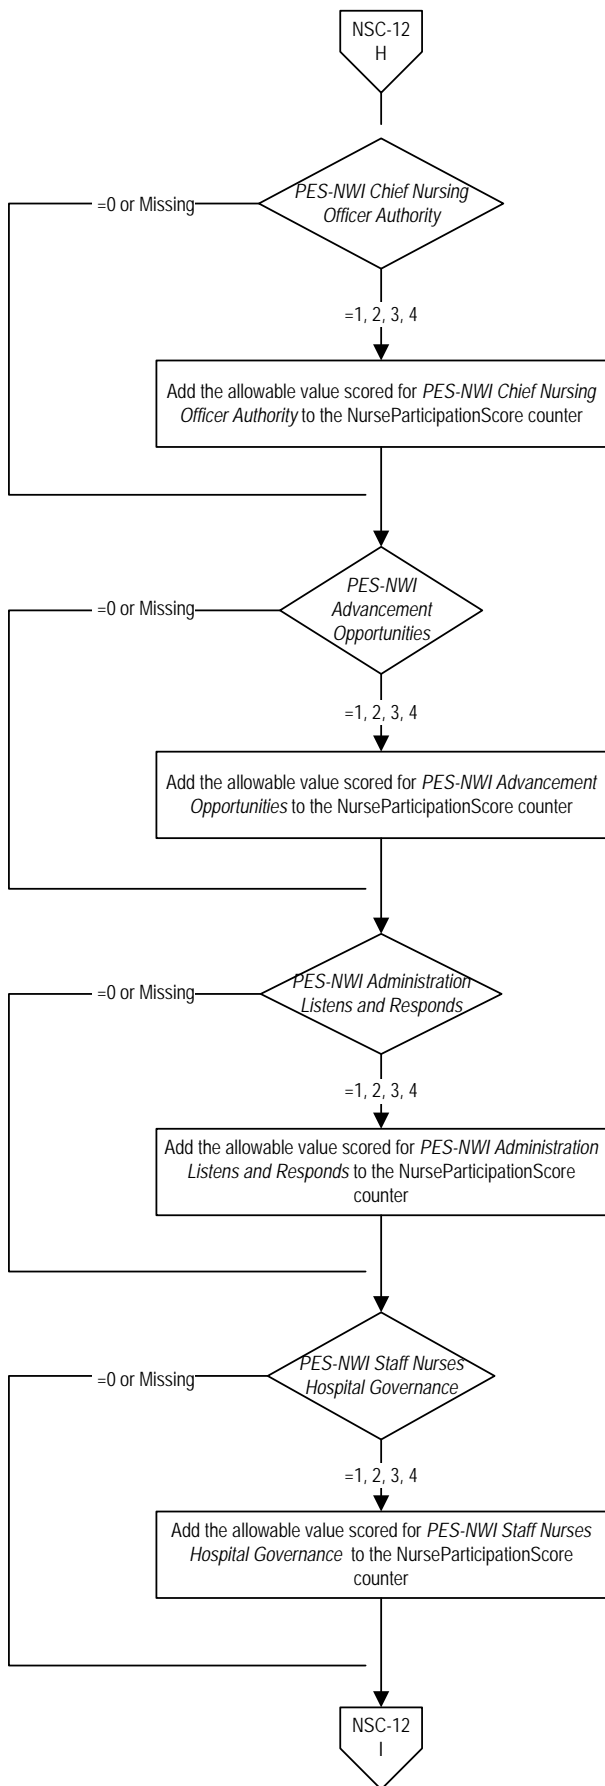 NSC-12
H
PES-NWI Chief Nursing
Officer Authority
=0 or Missing
=1, 2, 3, 4
Add the allowable value scored for PES-NWI Chief Nursing
Officer Authority to the NurseParticipationScore counter
PES-NWI
Advancement
Opportunities
=0 or Missing
=1, 2, 3, 4
Add the allowable value scored for PES-NWI Advancement
Opportunities to the NurseParticipationScore counter
PES-NWI Administration
Listens and Responds
=0 or Missing
=1, 2, 3, 4
Add the allowable value scored for PES-NWI Administration
Listens and Responds to the NurseParticipationScore
counter
PES-NWI Staff Nurses
Hospital Governance
=0 or Missing
=1, 2, 3, 4
Add the allowable value scored for PES-NWI Staff Nurses
Hospital Governance to the NurseParticipationScore
counter
NSC-12
I